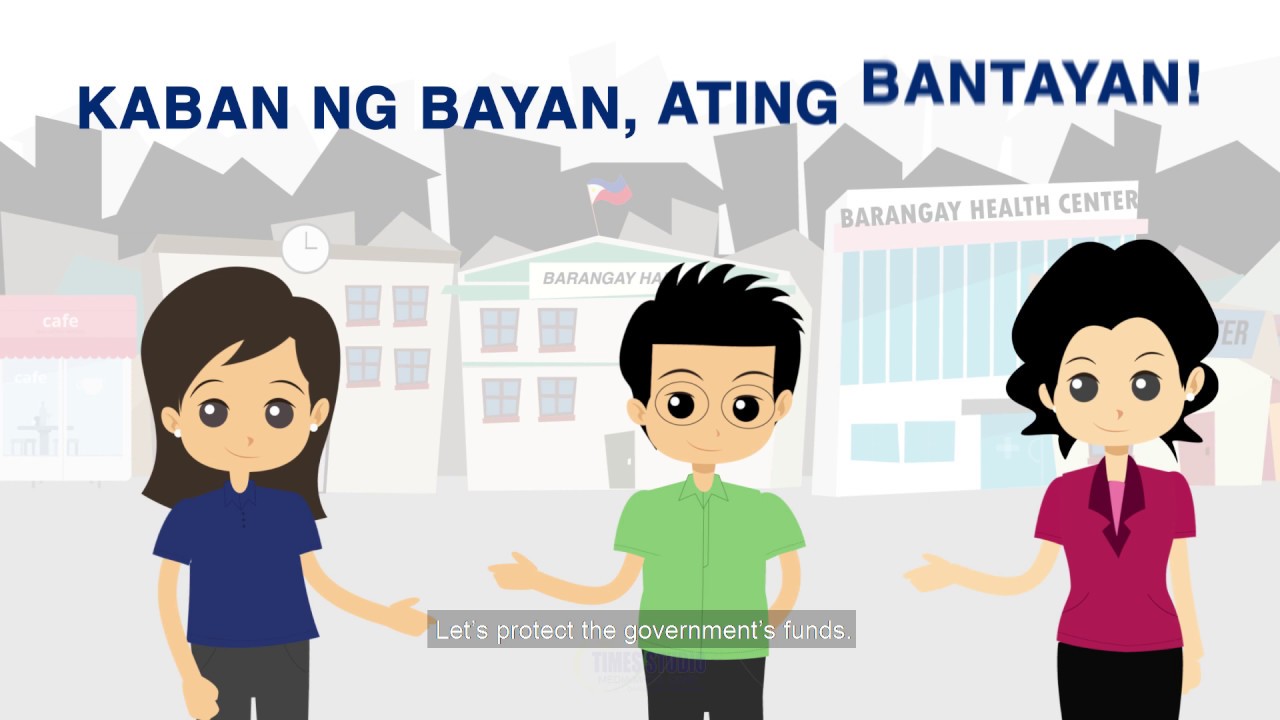 KABAN NG BAYAN, ATING BANTAYAN!
BARANGAY HEALTH CENTER
BARANGAY HA
cafe
cafe
TER
Let's protect the government's funds.
TIMES STUDIO